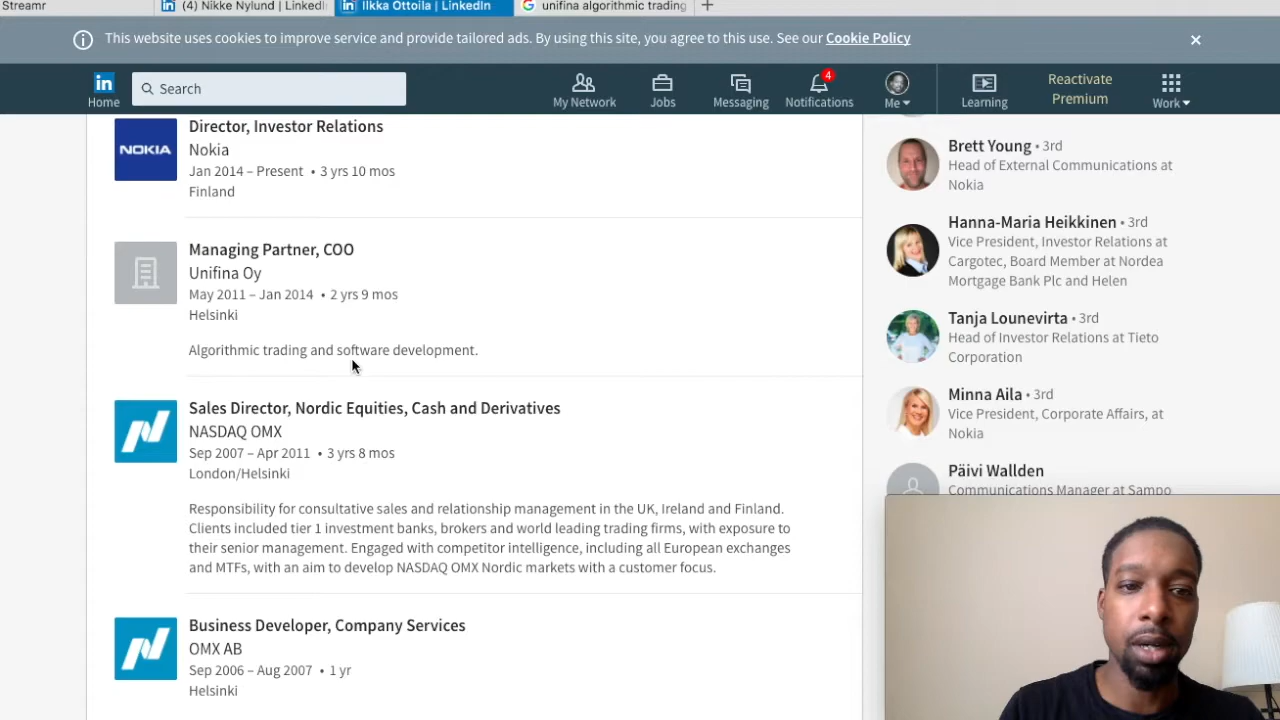 Streamr
(4) Nikke Nylund | LinkedI
Ilkka Ottoila | LinkedIn
unifina algorithmic trading
This website uses cookies to improve service and provide tailored ads. By using this site, you agree to this use. See our Cookie Policy
in
Home
Search
My Network
Jobs
Messaging
4
Notifications
Me
Learning
Reactivate
Premium
Work
NOKIA
Director, Investor Relations
Nokia
Jan 2014 – Present • 3 yrs 10 mos
Finland
Managing Partner, COO
Unifina Oy
May 2011 – Jan 2014 • 2 yrs 9 mos
Helsinki
Algorithmic trading and software development.
Sales Director, Nordic Equities, Cash and Derivatives
NASDAQ OMX
Sep 2007 – Apr 2011 • 3 yrs 8 mos
London/Helsinki
Responsibility for consultative sales and relationship management in the UK, Ireland and Finland.
Clients included tier 1 investment banks, brokers and world leading trading firms, with exposure to
their senior management. Engaged with competitor intelligence, including all European exchanges
and MTFs, with an aim to develop NASDAQ OMX Nordic markets with a customer focus.
Business Developer, Company Services
OMX AB
Sep 2006 – Aug 2007 • 1 yr
Helsinki
Brett Young • 3rd
Head of External Communications at
Nokia
Hanna-Maria Heikkinen • 3rd
Vice President, Investor Relations at
Cargotec, Board Member at Nordea
Mortgage Bank Plc and Helen
Tanja Lounevirta • 3rd
Head of Investor Relations at Tieto
Corporation
Minna Aila • 3rd
Vice President, Corporate Affairs, at
Nokia
Päivi Wallden
Communications Manager at Sampo